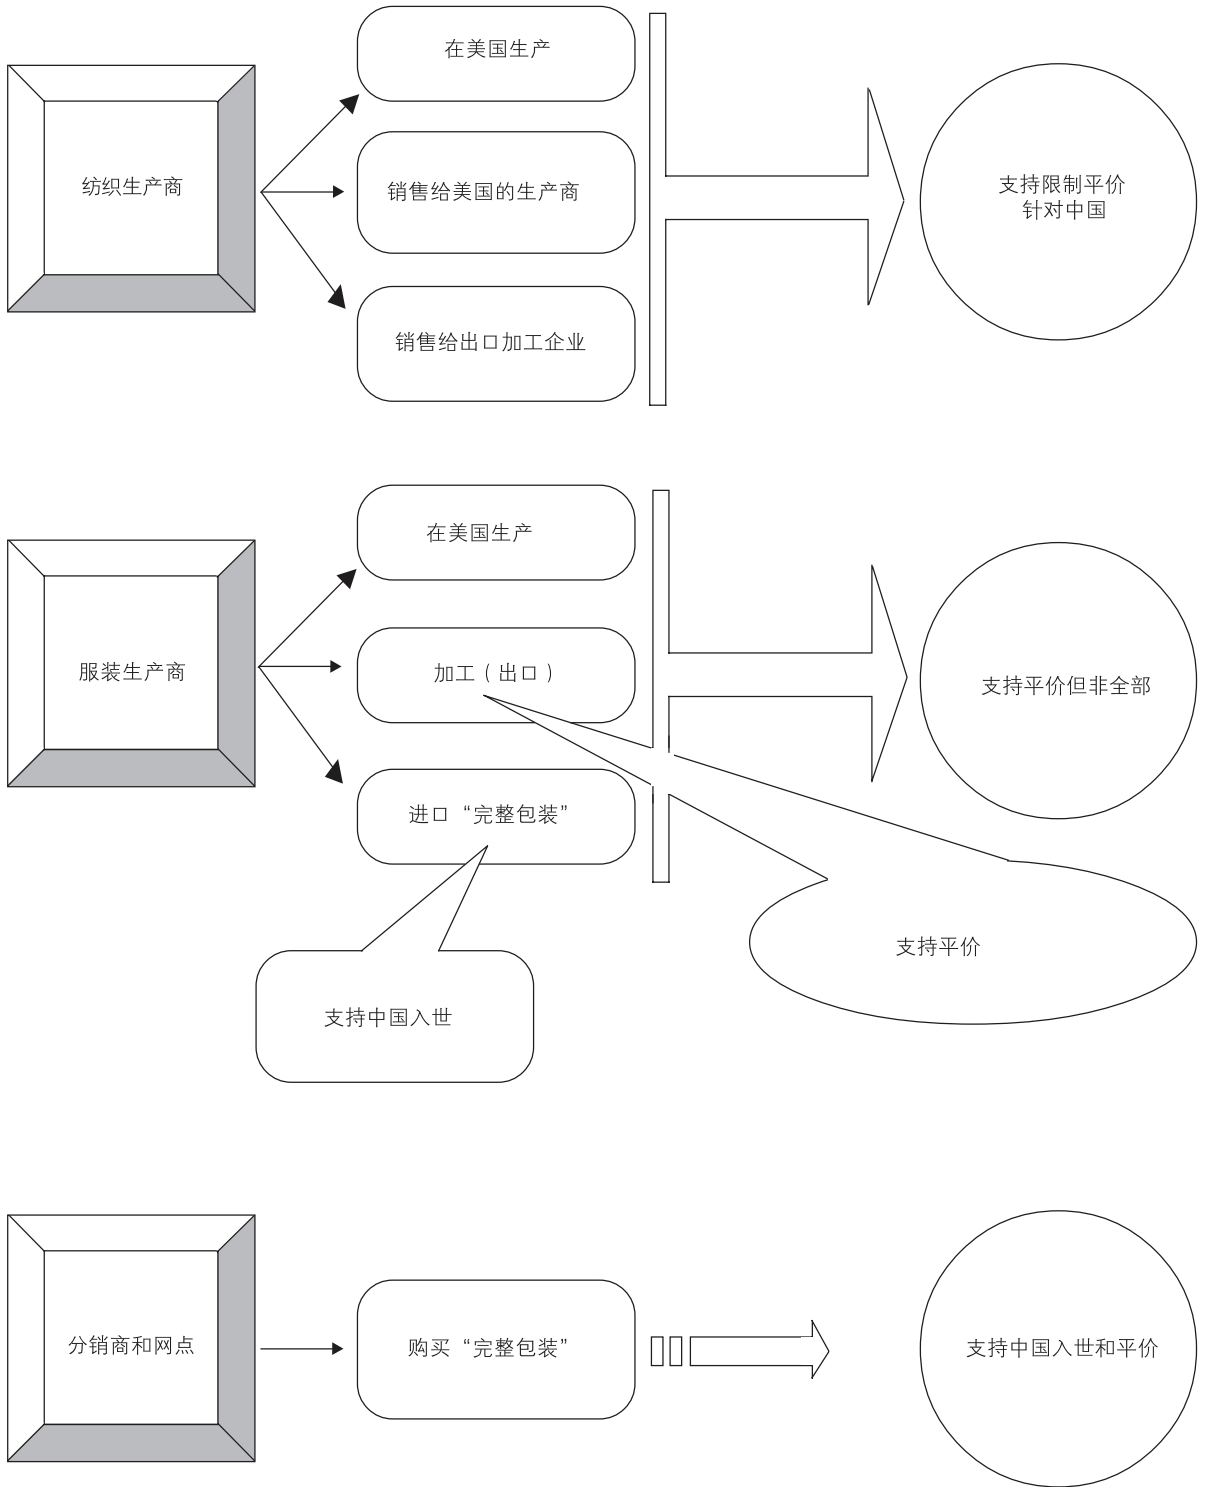 在美国生产
纺织生产商
销售给美国的生产商
销售给出口加工企业
支持限制平价
针对中国
在美国生产
服装生产商
加工（出口）
进口“完整包装”
支持平价但非全部
支持平价
支持中国入世
分销商和网点
购买“完整包装”
支持中国入世和平价